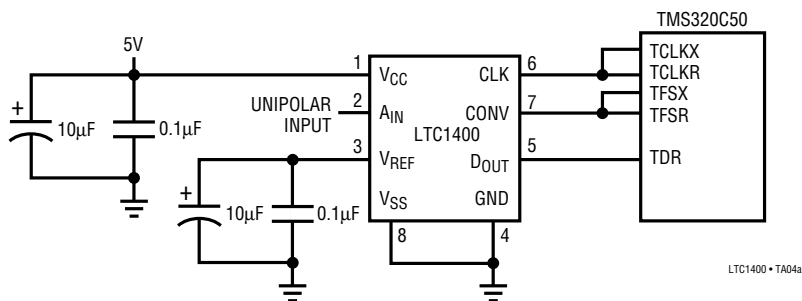 TMS320C50
5V
1
VCC
CLK
6
TCLKX
TCLKR
TFSX
TFSR
TDR
+
10µF
0.1µF
UNIPOLAR
INPUT
2
AIN
CONV
7
LTC1400
3
VREF
DOUT
5
+
10µF
0.1µF
VSS
GND
8
4
LTC1400 • TA04a